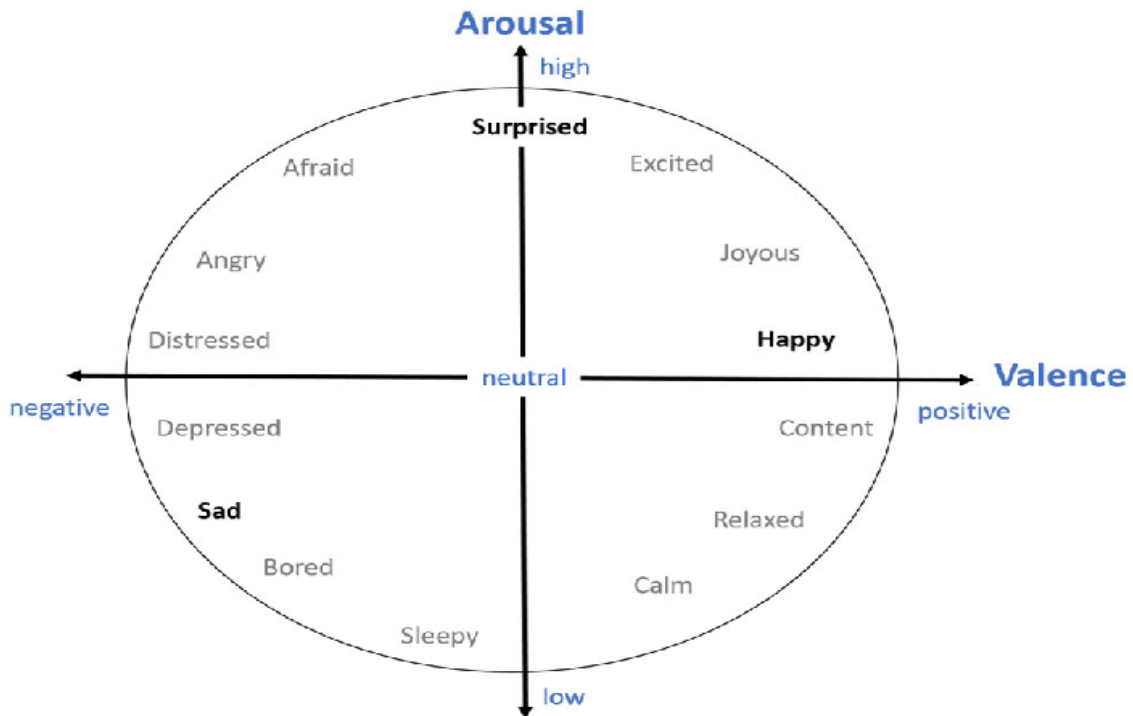 Arousal
high
Surprised
Afraid
Excited
Angry
Joyous
Distressed
Happy
neutral
Valence
negative
positive
Depressed
Content
Sad
Relaxed
Bored
Calm
Sleepy
low